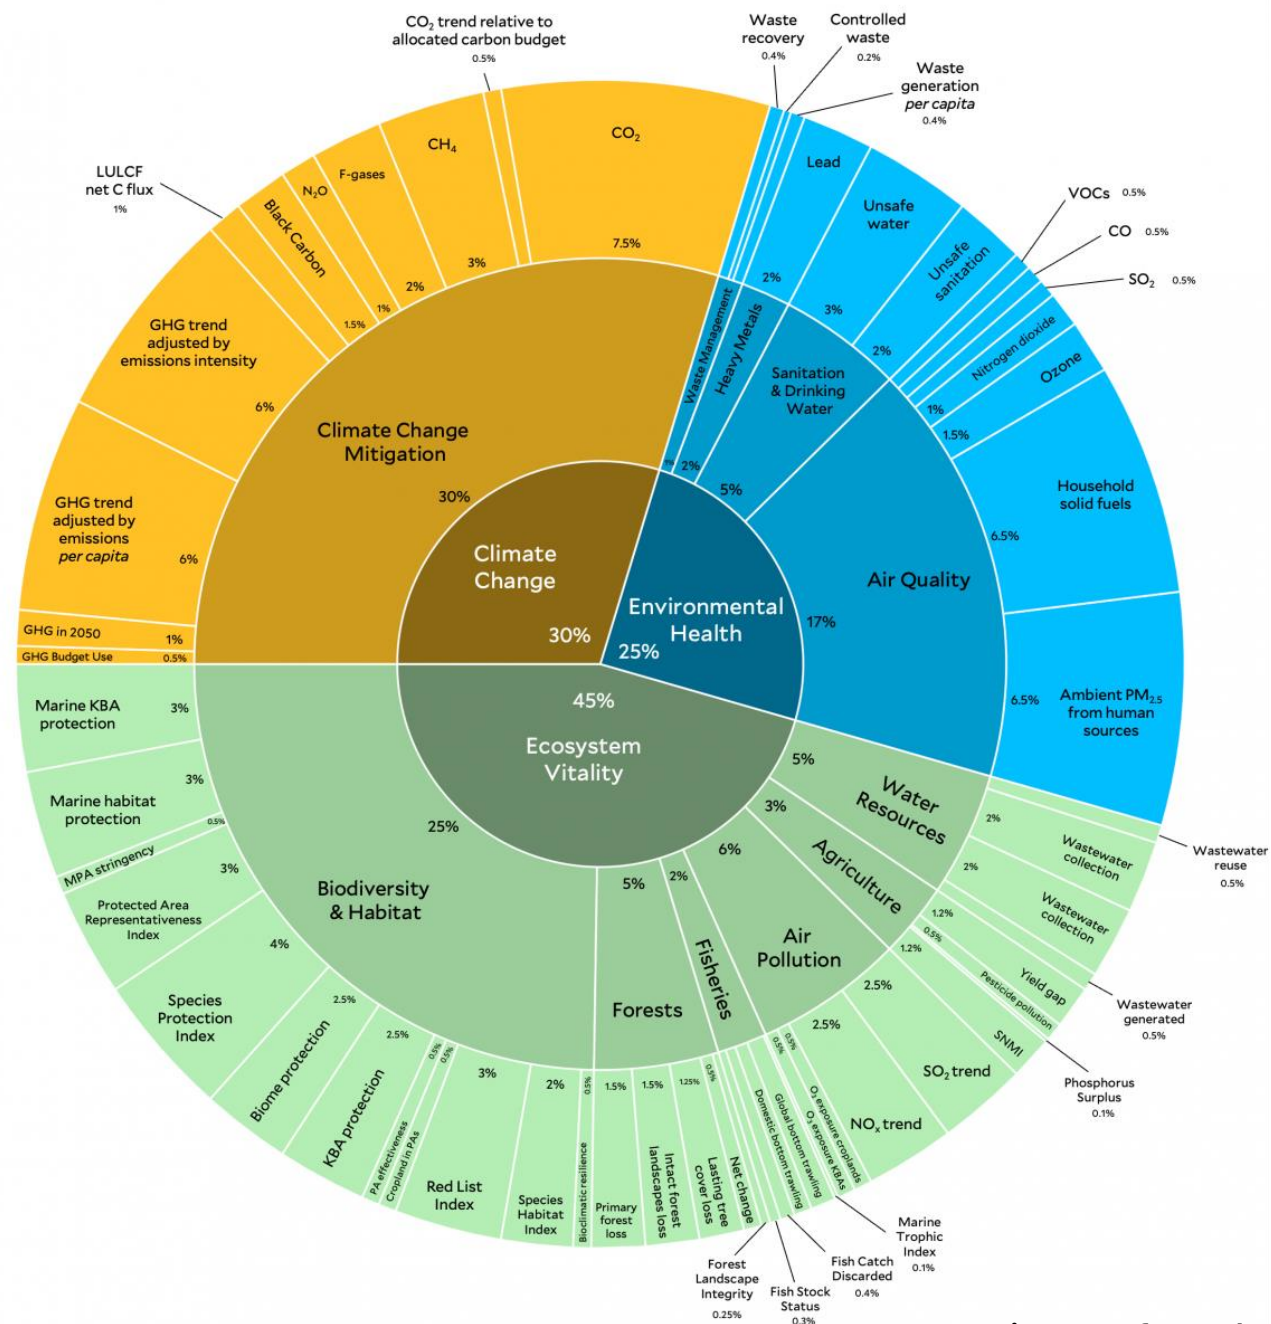 CO₂ trend relative to
allocated carbon budget
0.5%
Waste
recovery
0.4%
Controlled
waste
0.2%
Waste
generation
per capita
0.4%
LULCF
net C flux
1%
Black Carbon
1.5%
N₂O
1%
F-gases
2%
CH₄
3%
CO₂
7.5%
Lead
2%
Unsafe
water
3%
Unsafe
sanitation
2%
VOCs 0.5%
CO 0.5%
SO₂ 0.5%
Nitrogen dioxide
1%
Ozone
1.5%
Household
solid fuels
6.5%
Ambient PM₂.₅
from human
sources
6.5%
GHG trend
adjusted by
emissions intensity
6%
GHG trend
adjusted by
emissions
per capita
6%
GHG in 2050
1%
GHG Budget Use
0.5%
Climate Change
Mitigation
30%
Waste Management
1%
Heavy Metals
2%
Sanitation
& Drinking
Water
5%
Air Quality
17%
Climate
Change
30%
Environmental
Health
25%
45%
Ecosystem
Vitality
Marine KBA
protection
3%
Marine habitat
protection
3%
MPA stringency
0.5%
Protected Area
Representativeness
Index
3%
Species
Protection
Index
4%
Biome protection
2.5%
KBA protection
2.5%
PA effectiveness
0.5%
Cropland in PAs
0.5%
Red List
Index
3%
Species
Habitat
Index
2%
Bioclimatic resilience
0.5%
Biodiversity
& Habitat
25%
Forests
5%
Fisheries
2%
Air
Pollution
6%
Agriculture
3%
Water
Resources
5%
Primary
forest
loss
1.5%
Intact forest
landscapes loss
1.5%
Lasting tree
cover loss
1.25%
Net change
0.5%
Forest
Landscape
Integrity
0.25%
Fish Stock
Status
0.3%
Fish Catch
Discarded
0.4%
Marine
Trophic
Index
0.1%
Domestic bottom trawling
Global bottom trawling
O₃ exposure KBAs
0.5%
O₃ exposure croplands
0.5%
NOₓ trend
2.5%
SO₂ trend
2.5%
SNMI
1.2%
Phosphorus
Surplus
0.1%
Pesticide pollution
0.5%
Yield gap
1.2%
Wastewater
generated
0.5%
Wastewater
collection
2%
Wastewater
collection
2%
Wastewater
reuse
0.5%